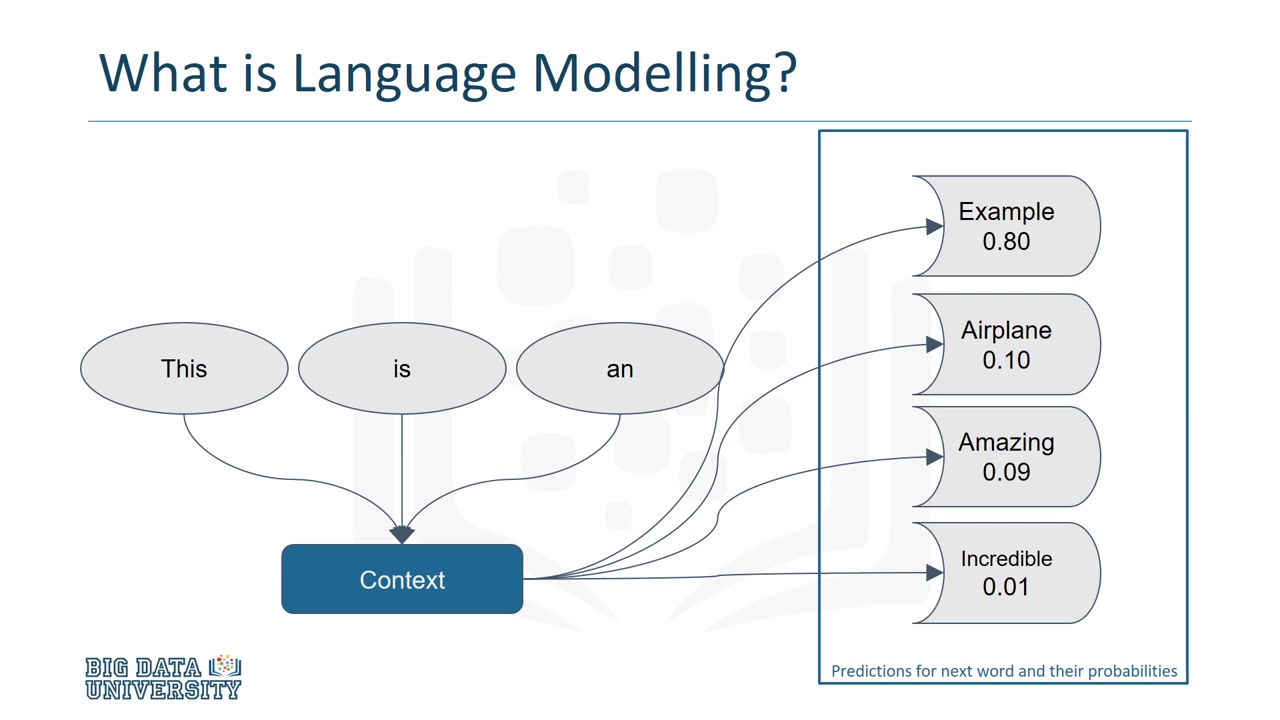 What is Language Modelling?
This
is
an
Context
Example
0.80
Airplane
0.10
Amazing
0.09
Incredible
0.01
Predictions for next word and their probabilities
BIG DATA
UNIVERSITY